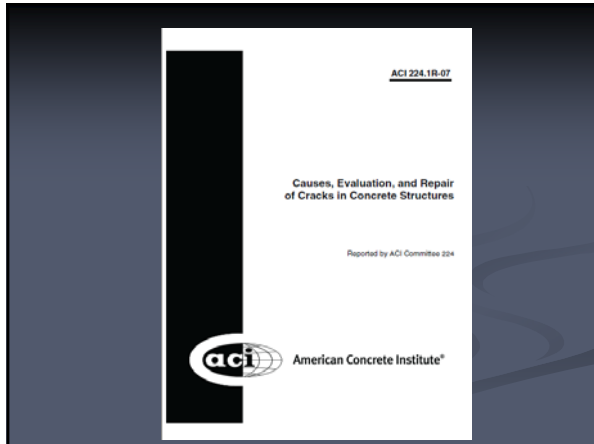 ACI 224.1R-07
Causes, Evaluation, and Repair
of Cracks in Concrete Structures
Reported by ACI Committee 224
aci
American Concrete Institute®